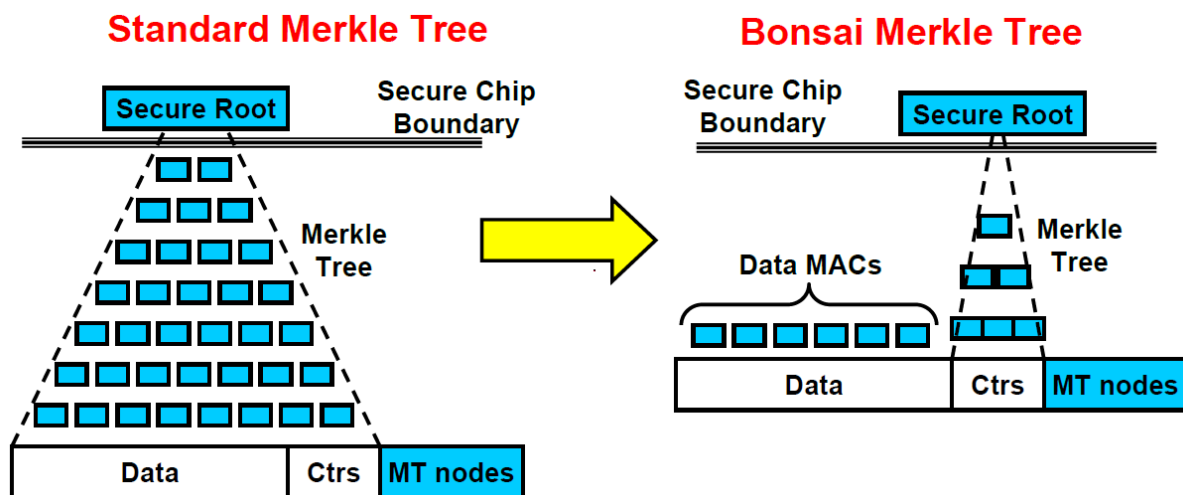 Standard Merkle Tree
Secure Root
Secure Chip
Boundary
Merkle
Tree
Data
Ctrs
MT nodes
Bonsai Merkle Tree
Secure Chip
Boundary
Secure Root
Data MACs
Merkle
Tree
Data
Ctrs
MT nodes